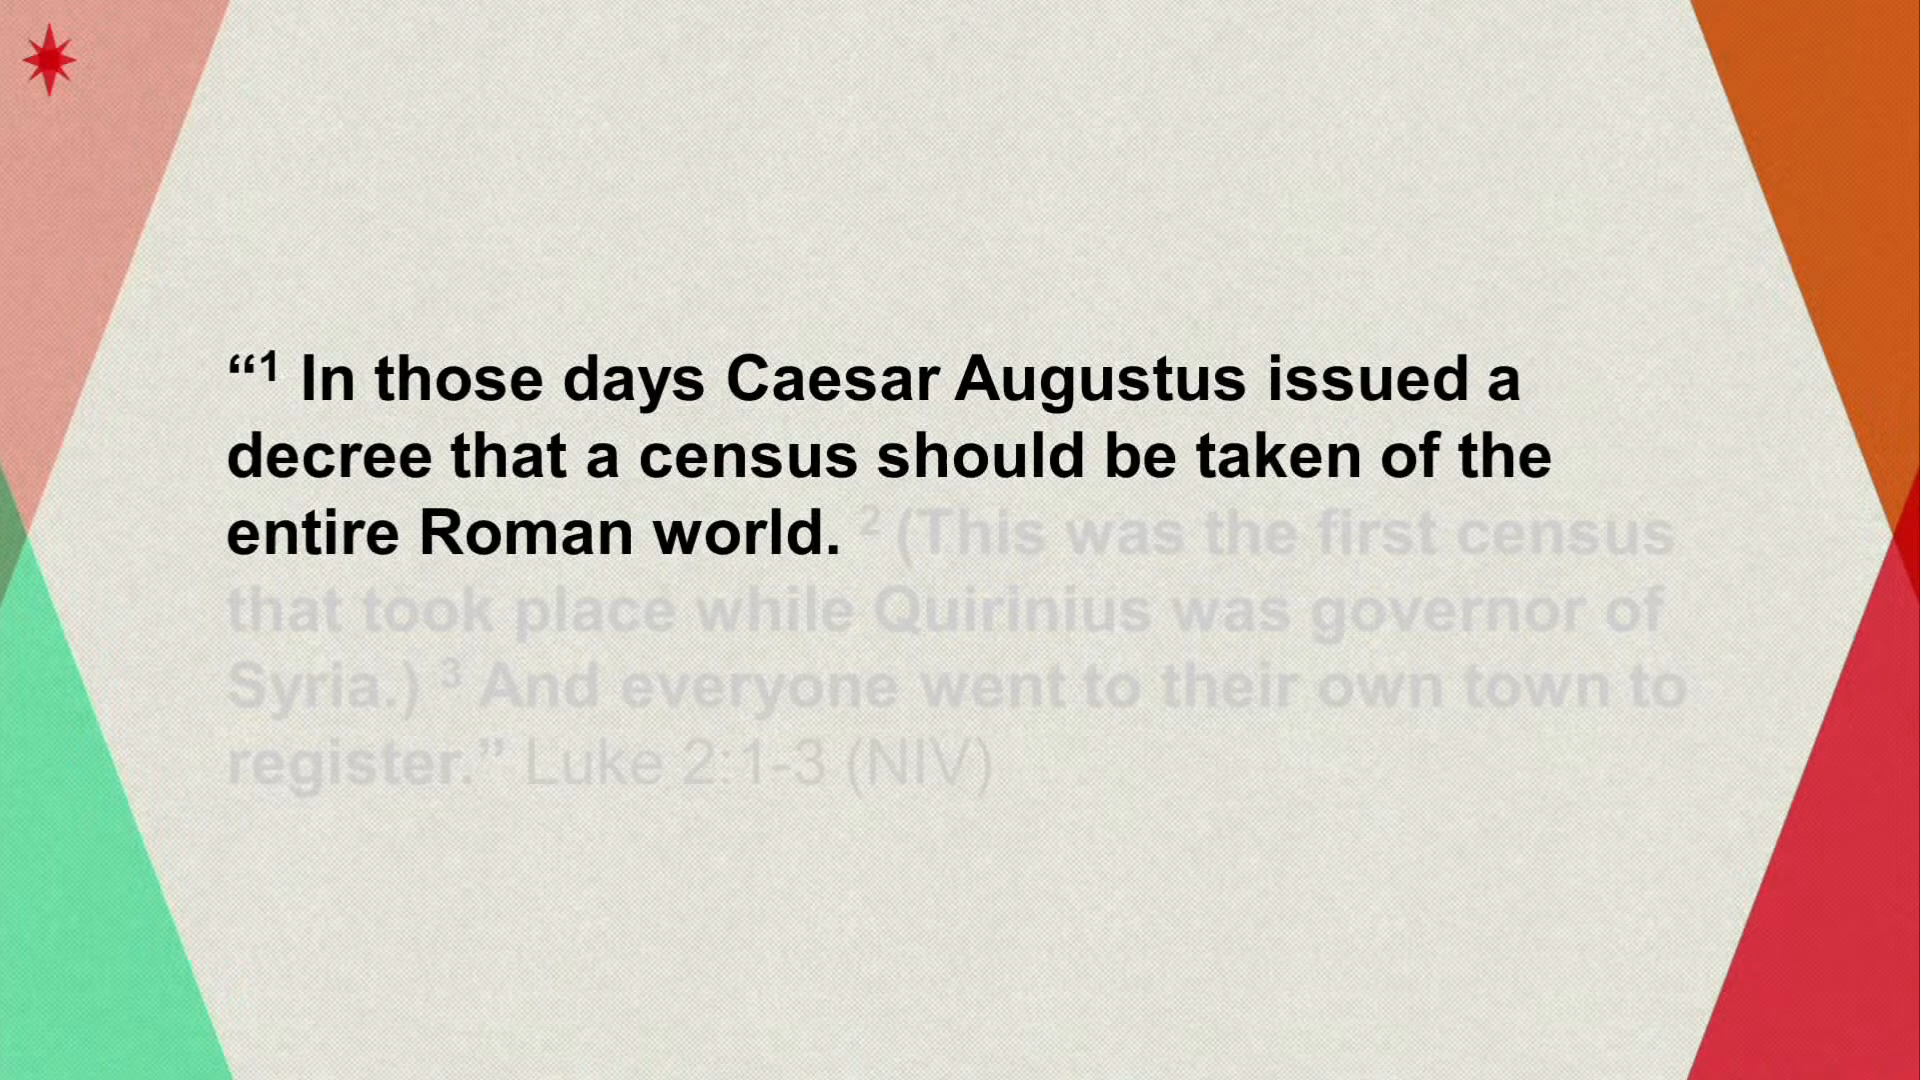 “1 In those days Caesar Augustus issued a
decree that a census should be taken of the
entire Roman world. 2 (This was the first census
that took place while Quirinius was governor of
Syria.) 3 And everyone went to their own town to
register.” Luke 2:1-3 (NIV)